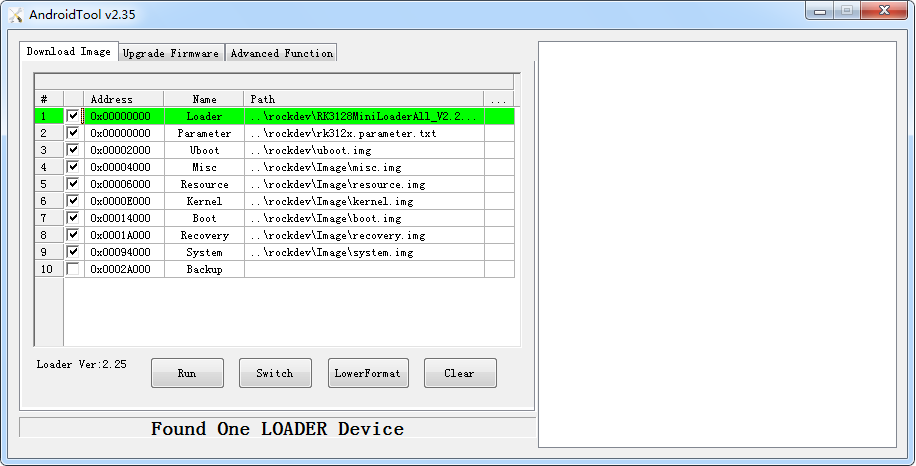 AndroidTool v2.35
Download Image Upgrade Firmware Advanced Function
# Address Name Path ...
1 0x00000000 Loader ..\rockdev\RK3128MiniLoaderAll_V2.2...
2 0x00000000 Parameter ..\rockdev\rk312x.parameter.txt
3 0x00002000 Uboot ..\rockdev\uboot.img
4 0x00004000 Misc ..\rockdev\Image\misc.img
5 0x00006000 Resource ..\rockdev\Image\resource.img
6 0x0000E000 Kernel ..\rockdev\Image\kernel.img
7 0x00014000 Boot ..\rockdev\Image\boot.img
8 0x0001A000 Recovery ..\rockdev\Image\recovery.img
9 0x00094000 System ..\rockdev\Image\system.img
10 0x0002A000 Backup
Loader Ver:2.25 Run Switch LowerFormat Clear
Found One LOADER Device